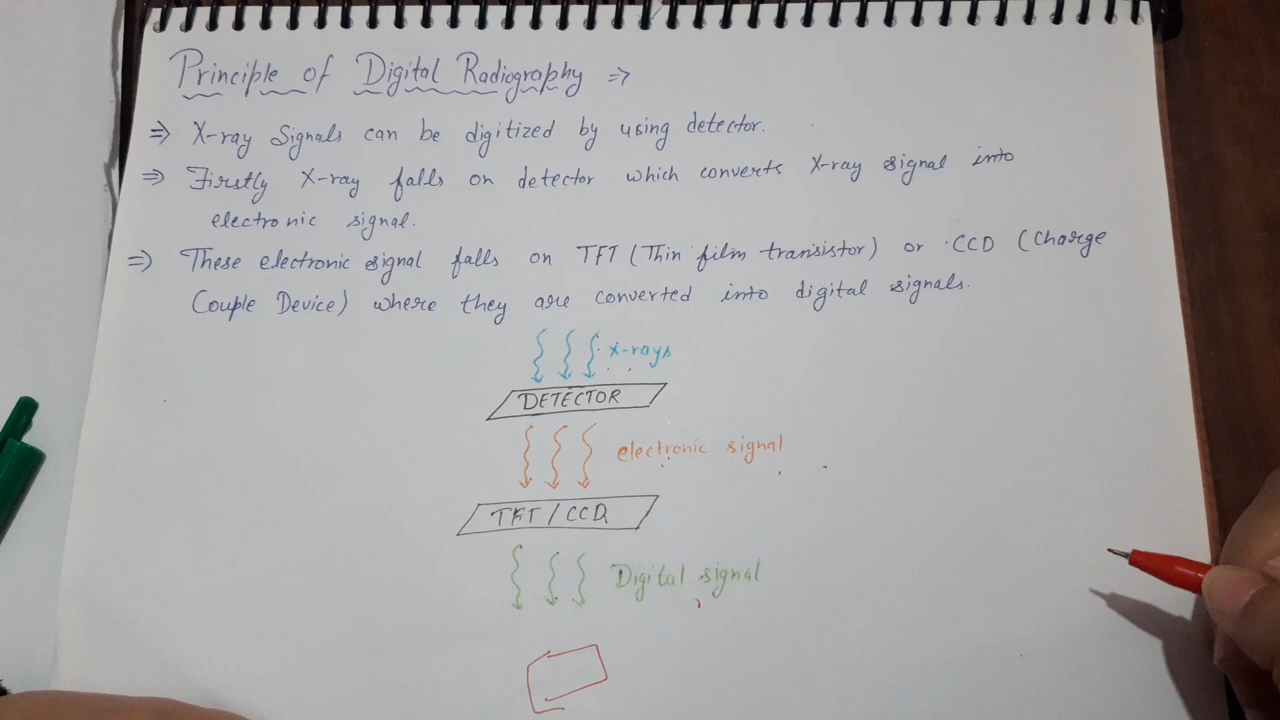 Principle of Digital Radiography ⇒
⇒ X-ray Signals can be digitized by using detector.
⇒ Firstly X-ray falls on detector which converts X-ray signal into
electronic signal.
⇒ These electronic signal falls on TFT (Thin film transistor) or CCD (Charge
Couple Device) where they are converted into digital signals.
X-rays
DETECTOR
electronic signal
TFT / CCD
Digital signal